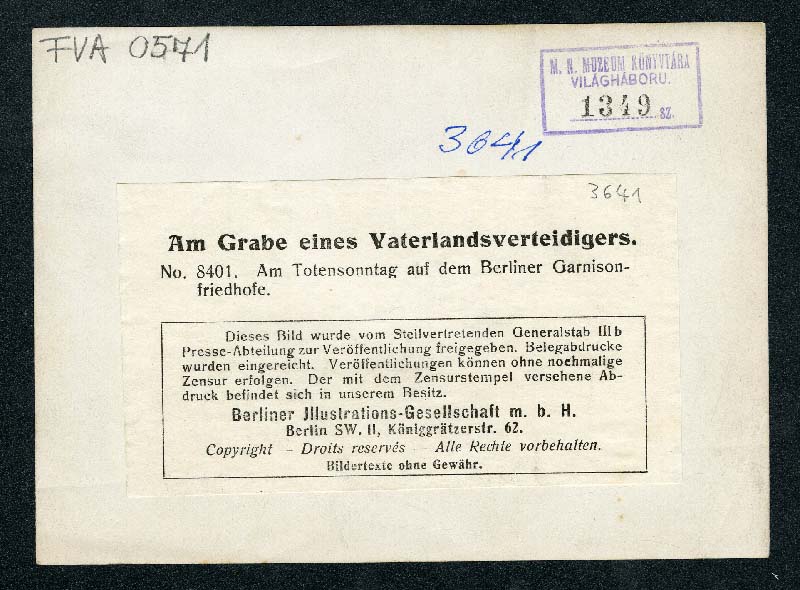 FVA 0571
M. N. MUZEUM KÖNYVTÁRA
VILÁGHÁBORU.
1349 SZ.
3641
3641
Am Grabe eines Vaterlandsverteidigers.
No. 8401. Am Totensonntag auf dem Berliner Garnison-
friedhofe.
Dieses Bild wurde vom Stellvertretenden Generalstab III b
Presse-Abteilung zur Veröffentlichung freigegeben. Belegabdrucke
wurden eingereicht. Veröffentlichungen können ohne nochmalige
Zensur erfolgen. Der mit dem Zensurstempel versehene Ab-
druck befindet sich in unserem Besitz.
Berliner Jllustrations-Gesellschaft m. b. H.
Berlin SW. 11, Königgrätzerstr. 62.
Copyright – Droits reservés – Alle Rechte vorbehalten.
Bildertexte ohne Gewähr.